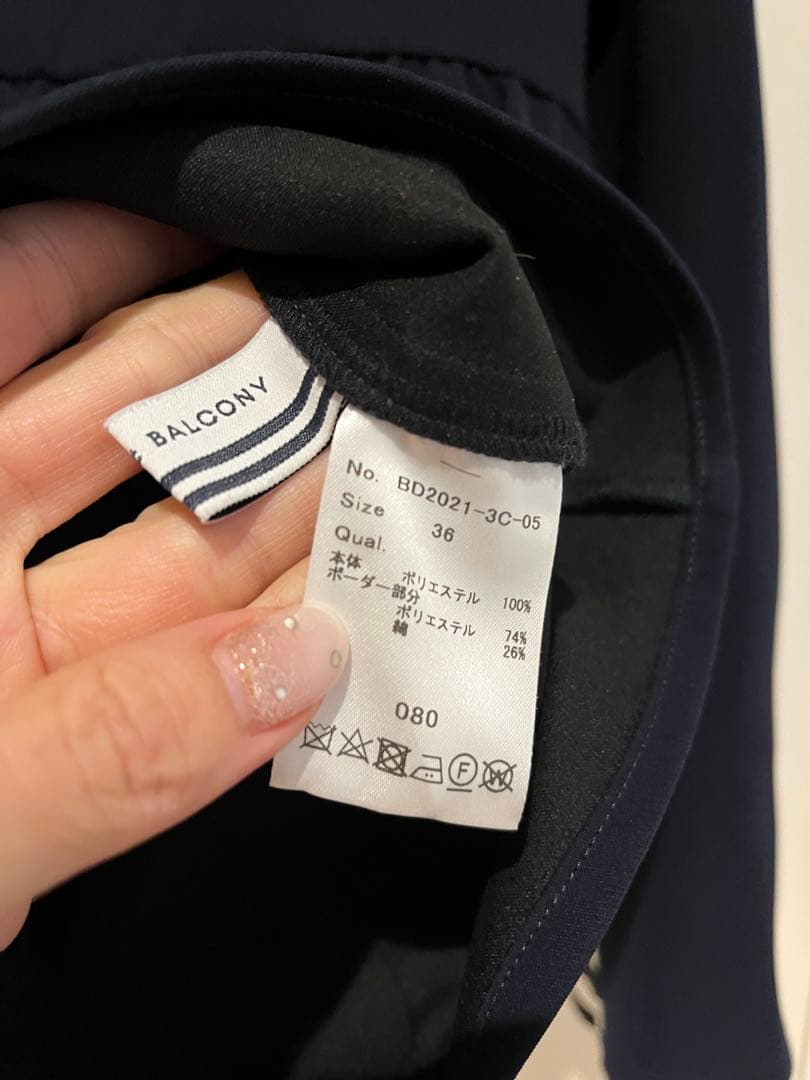 BALCONY
No. BD2021-3C-05
Size 36
Qual.
本体 ポリエステル 100%
ボーダー部分
ポリエステル 74%
綿 26%
080
F
W